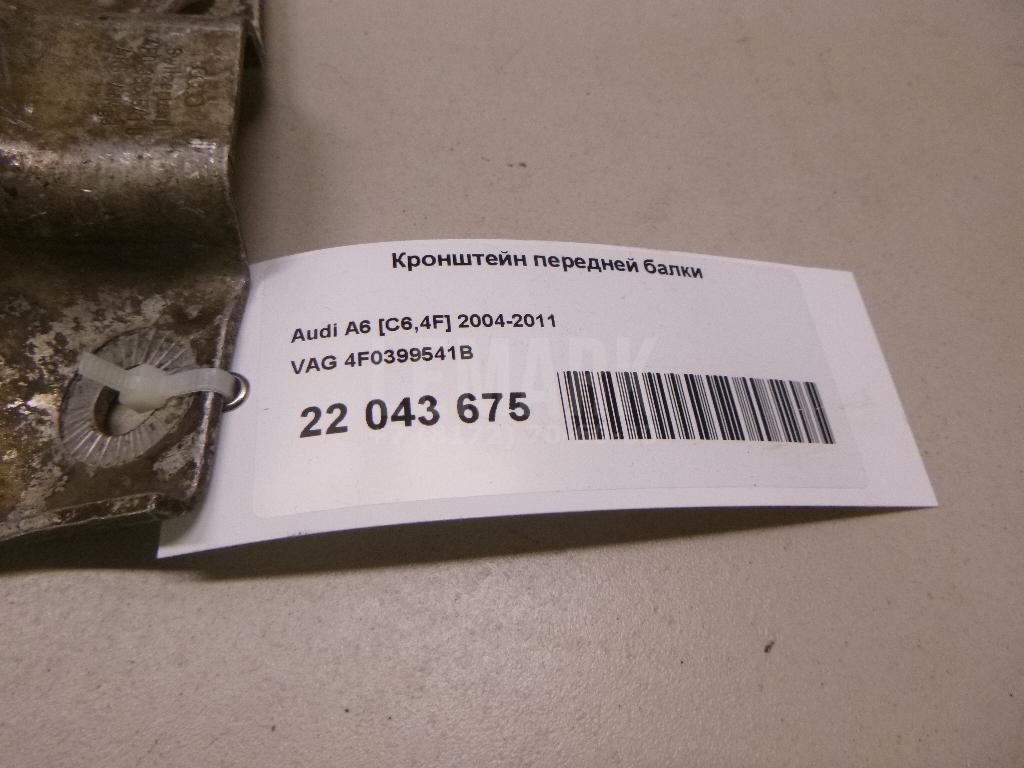 Кронштейн передней балки
Audi A6 [C6,4F] 2004-2011
VAG 4F0399541B
22 043 675